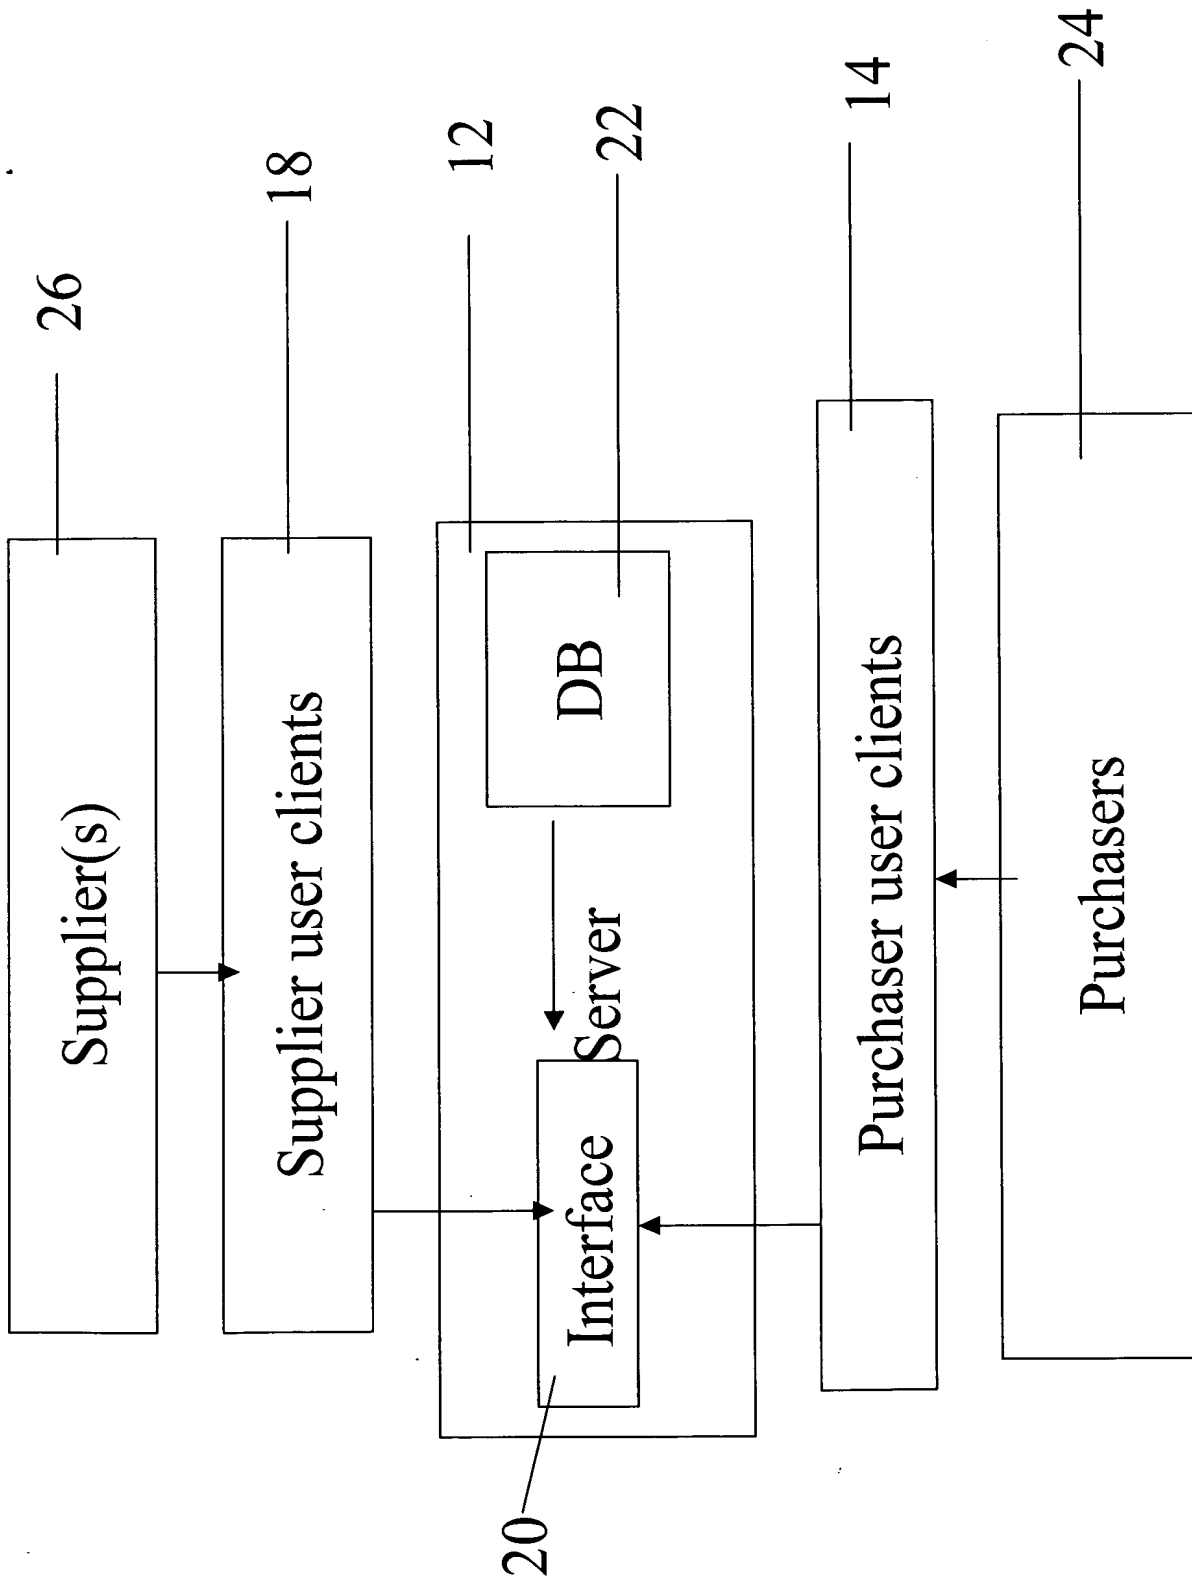 26
Supplier(s)
18
Supplier user clients
12
22
DB
Server
Interface
20
14
Purchaser user clients
24
Purchasers